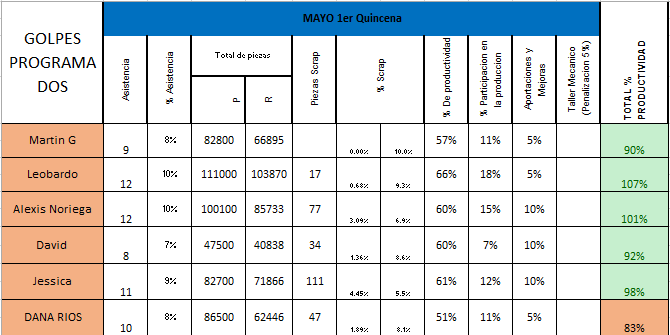 MAYO 1er Quincena
GOLPES
PROGRAMA
DOS
Asistencia
% Asistencia
Total de piezas
P
R
Piezas Scrap
% Scrap
% De productividad
% Participacion en
la produccion
Aportaciones y
Mejoras
Taller Mecanico
(Penalizacion 5%)
TOTAL %
PRODUCTIVIDAD
Martin G 9 8% 82800 66895 0.00% 10.0% 57% 11% 5% 90%
Leobardo 12 10% 111000 103870 17 0.68% 9.3% 66% 18% 5% 107%
Alexis Noriega 12 10% 100100 85733 77 3.09% 6.9% 60% 15% 10% 101%
David 8 7% 47500 40838 34 1.36% 8.6% 60% 7% 10% 92%
Jessica 11 9% 82700 71866 111 4.45% 5.5% 61% 12% 10% 98%
DANA RIOS 10 8% 86500 62446 47 1.89% 8.1% 51% 11% 5% 83%